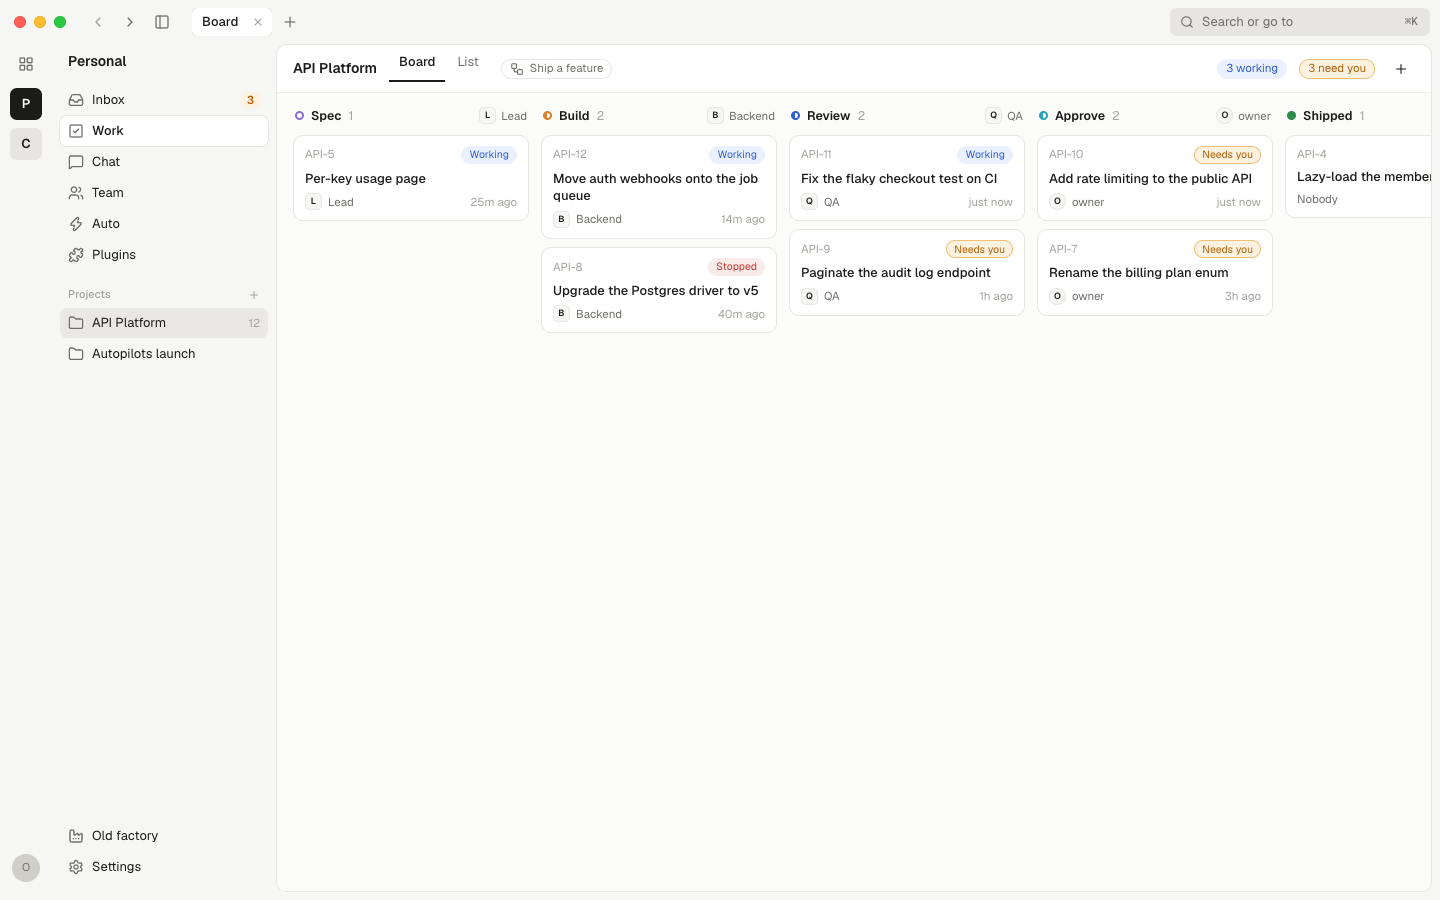 Board
Search or go to
⌘K
P
C
O
Personal
Inbox 3
Work
Chat
Team
Auto
Plugins
Projects
API Platform 12
Autopilots launch
Old factory
Settings
API Platform
Board
List
Ship a feature
3 working
3 need you
Spec 1
L Lead
API-5
Working
Per-key usage page
L Lead
25m ago
Build 2
B Backend
API-12
Working
Move auth webhooks onto the job
queue
B Backend
14m ago
API-8
Stopped
Upgrade the Postgres driver to v5
B Backend
40m ago
Review 2
Q QA
API-11
Working
Fix the flaky checkout test on CI
Q QA
just now
API-9
Needs you
Paginate the audit log endpoint
Q QA
1h ago
Approve 2
O owner
API-10
Needs you
Add rate limiting to the public API
O owner
just now
API-7
Needs you
Rename the billing plan enum
O owner
3h ago
Shipped 1
API-4
Lazy-load the member
Nobody